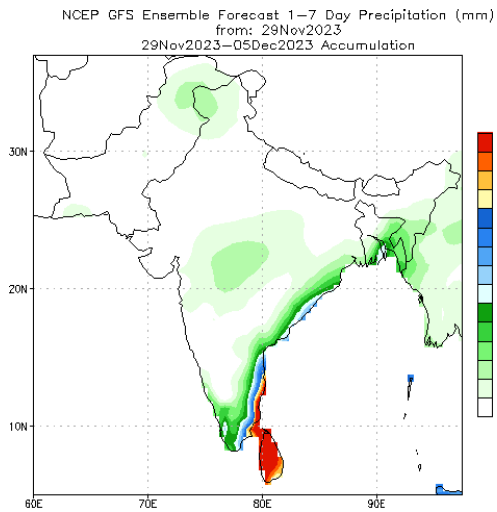 NCEP GFS Ensemble Forecast 1-7 Day Precipitation (mm)
from: 29Nov2023
29Nov2023-05Dec2023 Accumulation
30N
20N
10N
60E 70E 80E 90E